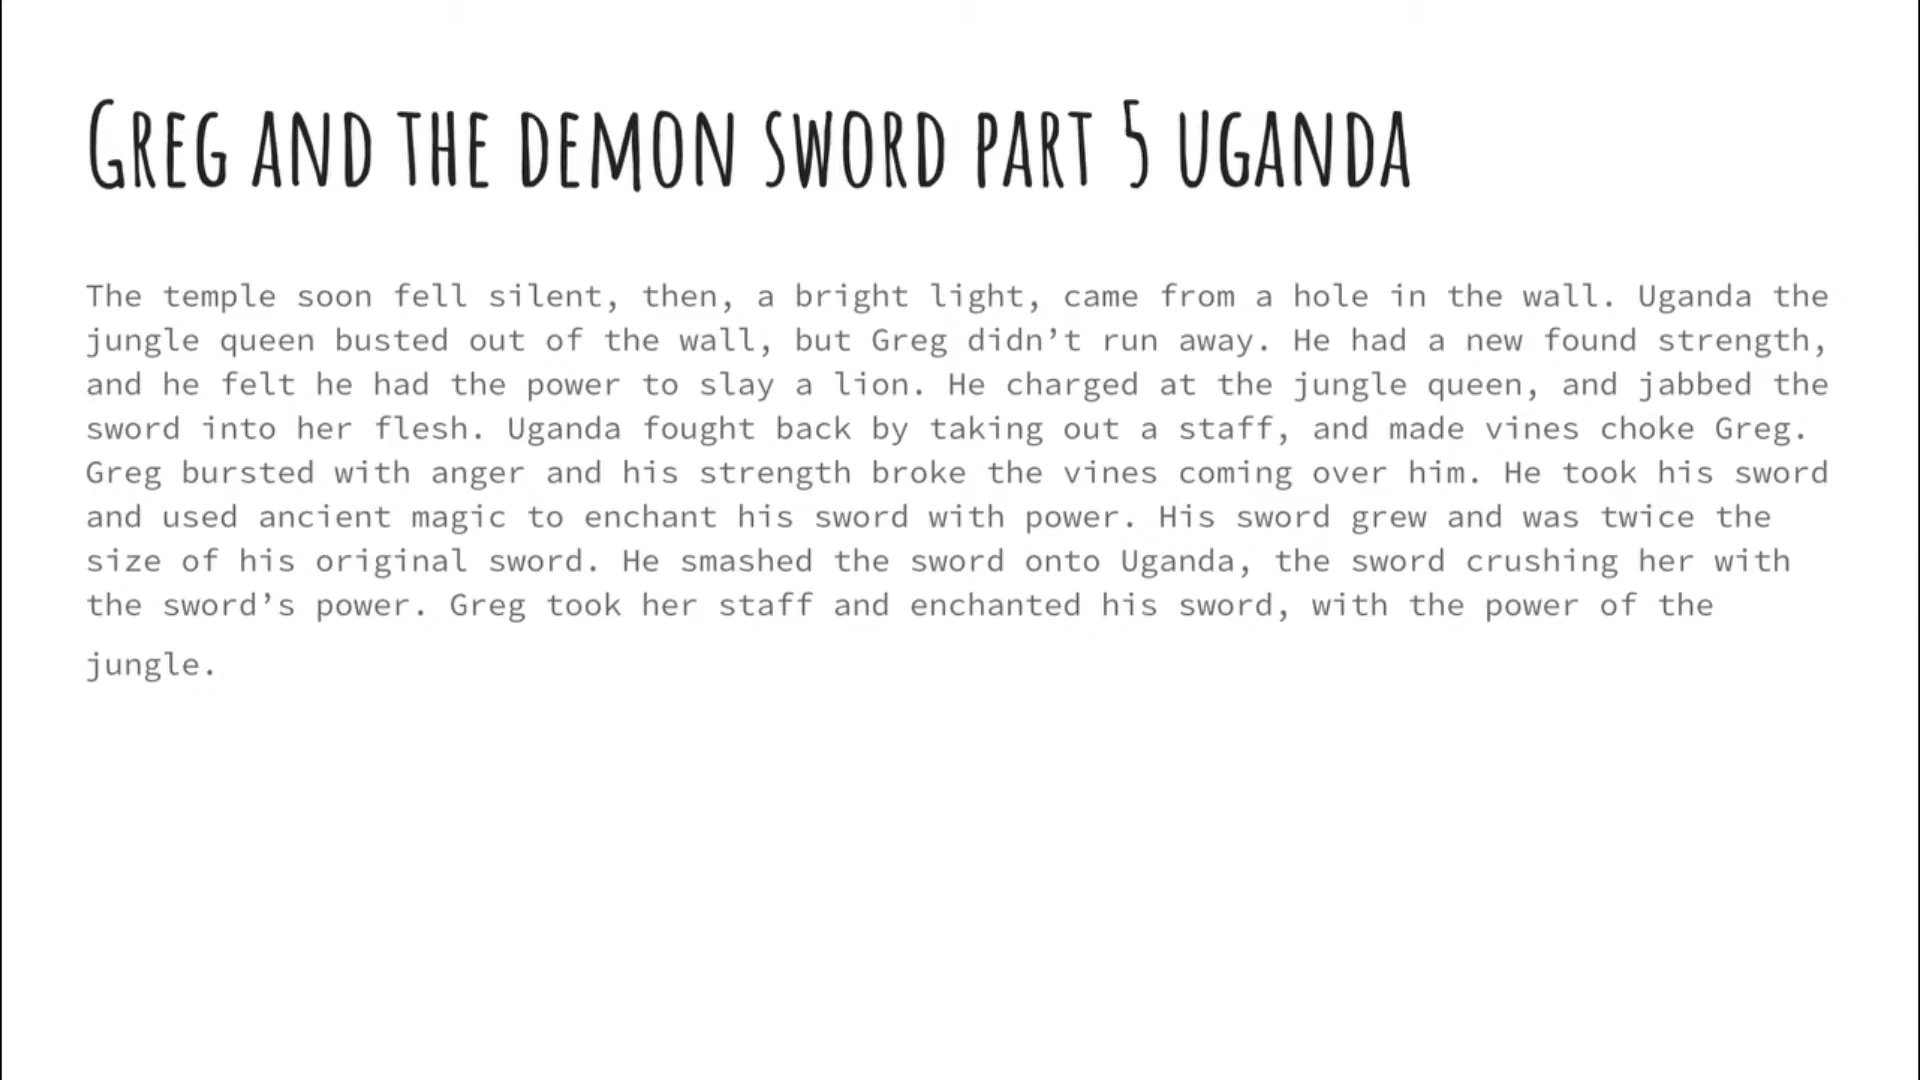 Greg and the demon sword part 5 uganda
The temple soon fell silent, then, a bright light, came from a hole in the wall. Uganda the
jungle queen busted out of the wall, but Greg didn’t run away. He had a new found strength,
and he felt he had the power to slay a lion. He charged at the jungle queen, and jabbed the
sword into her flesh. Uganda fought back by taking out a staff, and made vines choke Greg.
Greg bursted with anger and his strength broke the vines coming over him. He took his sword
and used ancient magic to enchant his sword with power. His sword grew and was twice the
size of his original sword. He smashed the sword onto Uganda, the sword crushing her with
the sword’s power. Greg took her staff and enchanted his sword, with the power of the
jungle.